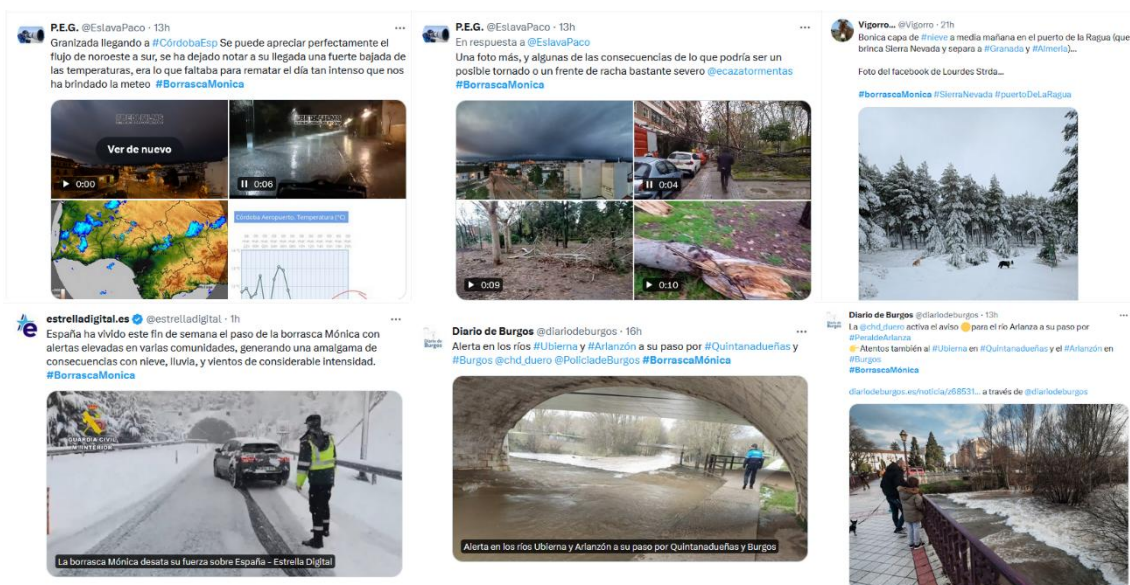 P.E.G. @EslavaPaco · 13h
Granizada llegando a #CórdobaEsp Se puede apreciar perfectamente el
flujo de noroeste a sur, se ha dejado notar a su llegada una fuerte bajada de
las temperaturas, era lo que faltaba para rematar el día tan intenso que nos
ha brindado la meteo #BorrascaMonica
Ver de nuevo
0:00
0:06
Córdoba Aeropuerto. Temperatura (°C)
P.E.G. @EslavaPaco · 13h
En respuesta a @EslavaPaco
Una foto más, y algunas de las consecuencias de lo que podría ser un
posible tornado o un frente de racha bastante severo @ecazatormentas
#BorrascaMonica
0:04
0:09
0:10
Vigorro... @Vigorro · 21h
Bonica capa de #nieve a media mañana en el puerto de la Ragua (que
brinca Sierra Nevada y separa a #Granada y #Almeria)...
Foto del facebook de Lourdes Strda...
#borrascaMonica #SierraNevada #puertoDeLaRagua
estrelladigital.es @estrelladigital · 1h
España ha vivido este fin de semana el paso de la borrasca Mónica con
alertas elevadas en varias comunidades, generando una amalgama de
consecuencias con nieve, lluvia, y vientos de considerable intensidad.
#BorrascaMonica
GUARDIA CIVIL
M. INTERIOR
La borrasca Mónica desata su fuerza sobre España - Estrella Digital
Diario de Burgos @diariodeburgos · 16h
Alerta en los ríos #Ubierna y #Arlanzón a su paso por #Quintanadueñas y
#Burgos @chd_duero @PoliciadeBurgos #BorrascaMónica
Alerta en los ríos Ubierna y Arlanzón a su paso por Quintanadueñas y Burgos
Diario de Burgos @diariodeburgos · 13h
La @chd_duero activa el aviso para el río Arlanza a su paso por
#PeraldeArlanza
Atentos también al #Ubierna en #Quintanadueñas y el #Arlanzón en
#Burgos
#BorrascaMónica
diariodeburgos.es/noticia/z68531... a través de @diariodeburgos